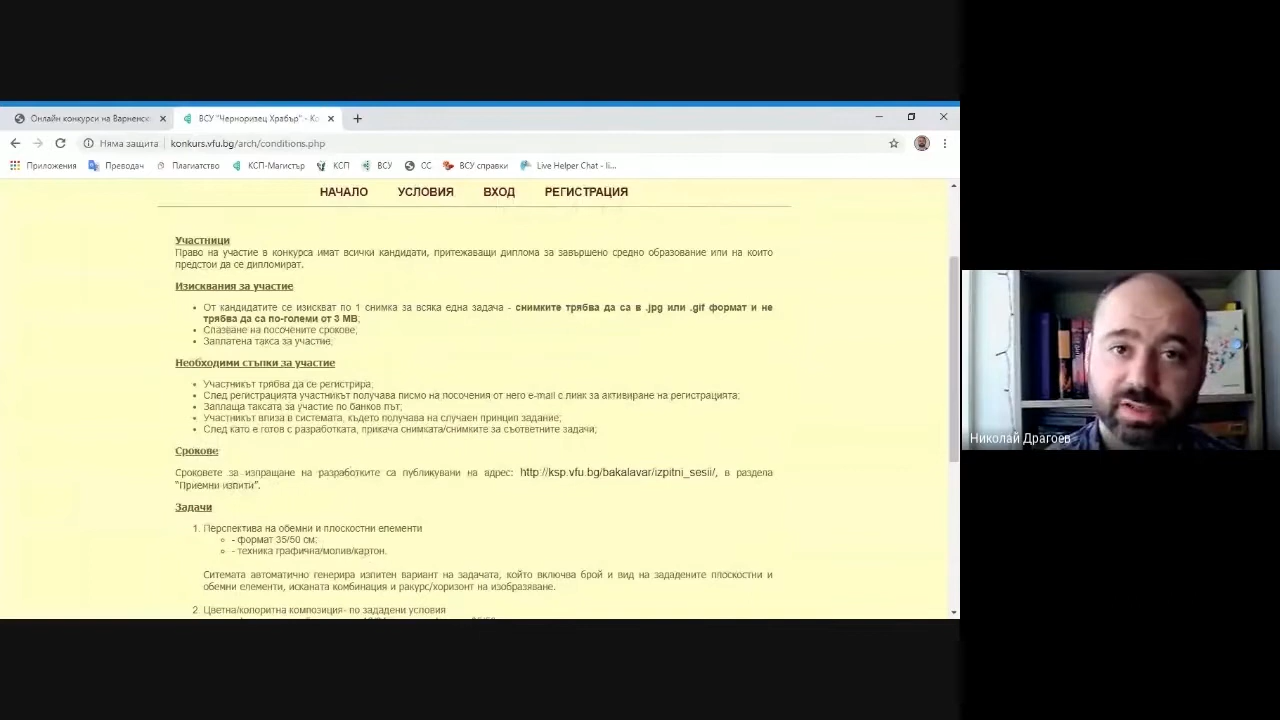 Онлайн конкурси на Варненск
ВСУ "Черноризец Храбър" - Ко
Няма защита
konkurs.vfu.bg/arch/conditions.php
Приложения
Преводач
Плагиатство
КСП-Магистър
КСП
ВСУ
СС
ВСУ справки
Live Helper Chat - li...
НАЧАЛО УСЛОВИЯ ВХОД РЕГИСТРАЦИЯ
Участници
Право на участие в конкурса имат всички кандидати, притежаващи диплома за завършено средно образование или на които
предстои да се дипломират.
Изисквания за участие
От кандидатите се изискват по 1 снимка за всяка една задача - снимките трябва да са в .jpg или .gif формат и не
трябва да са по-големи от 3 MB;
Спазване на посочените срокове;
Заплатена такса за участие;
Необходими стъпки за участие
Участникът трябва да се регистрира;
След регистрацията участникът получава писмо на посочения от него e-mail с линк за активиране на регистрацията;
Заплаща таксата за участие по банков път;
Участникът влиза в системата, където получава на случаен принцип задание;
След като е готов с разработката, прикача снимката/снимките за съответните задачи;
Срокове
Сроковете за изпращане на разработките са публикувани на адрес: http://ksp.vfu.bg/bakalavar/izpitni_sesii/, в раздела
"Приемни изпити".
Задачи
1. Перспектива на обемни и плоскостни елементи
- формат 35/50 см;
- техника графична/молив/картон.
Ситемата автоматично генерира изпитен вариант на задачата, който включва брой и вид на зададените плоскостни и
обемни елементи, исканата комбинация и ракурс/хоризонт на изобразяване.
2. Цветна/колоритна композиция- по зададени условия
Николай Драгоев